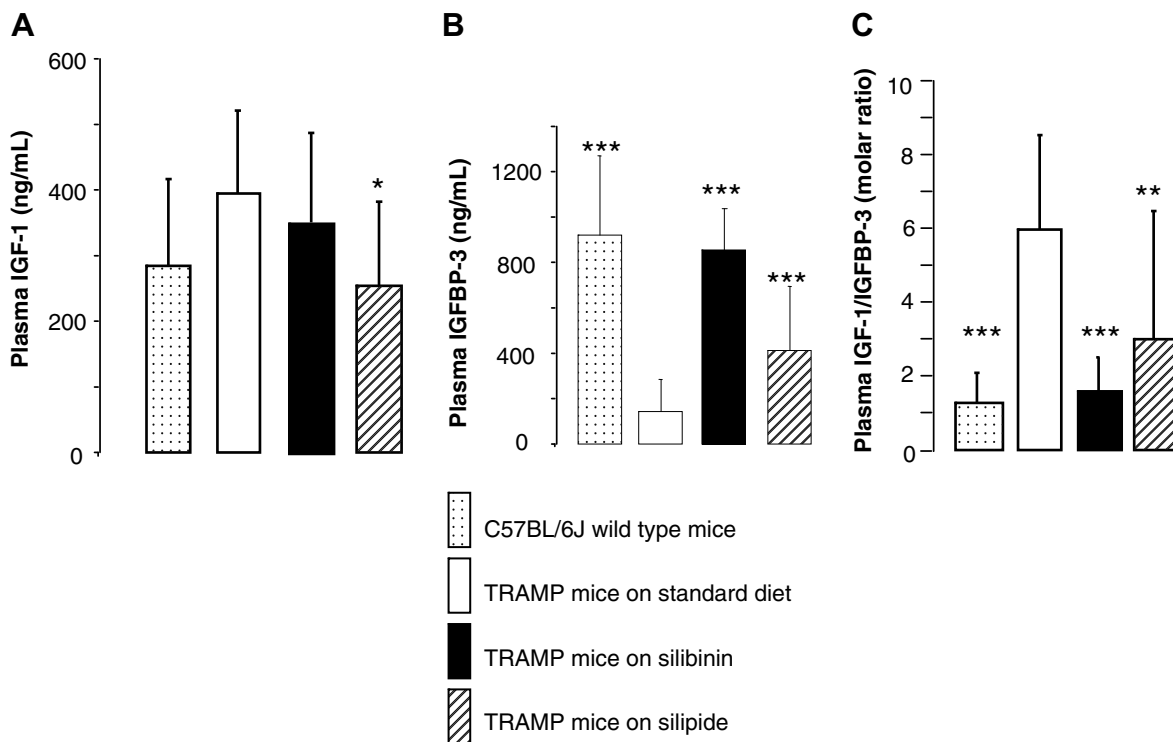 A
Plasma IGF-1 (ng/mL)
600
400
200
0
*
B
Plasma IGFBP-3 (ng/mL)
1200
800
400
0
***
***
***
C
Plasma IGF-1/IGFBP-3 (molar ratio)
10
8
6
4
2
0
***
***
**
C57BL/6J wild type mice
TRAMP mice on standard diet
TRAMP mice on silibinin
TRAMP mice on silipide